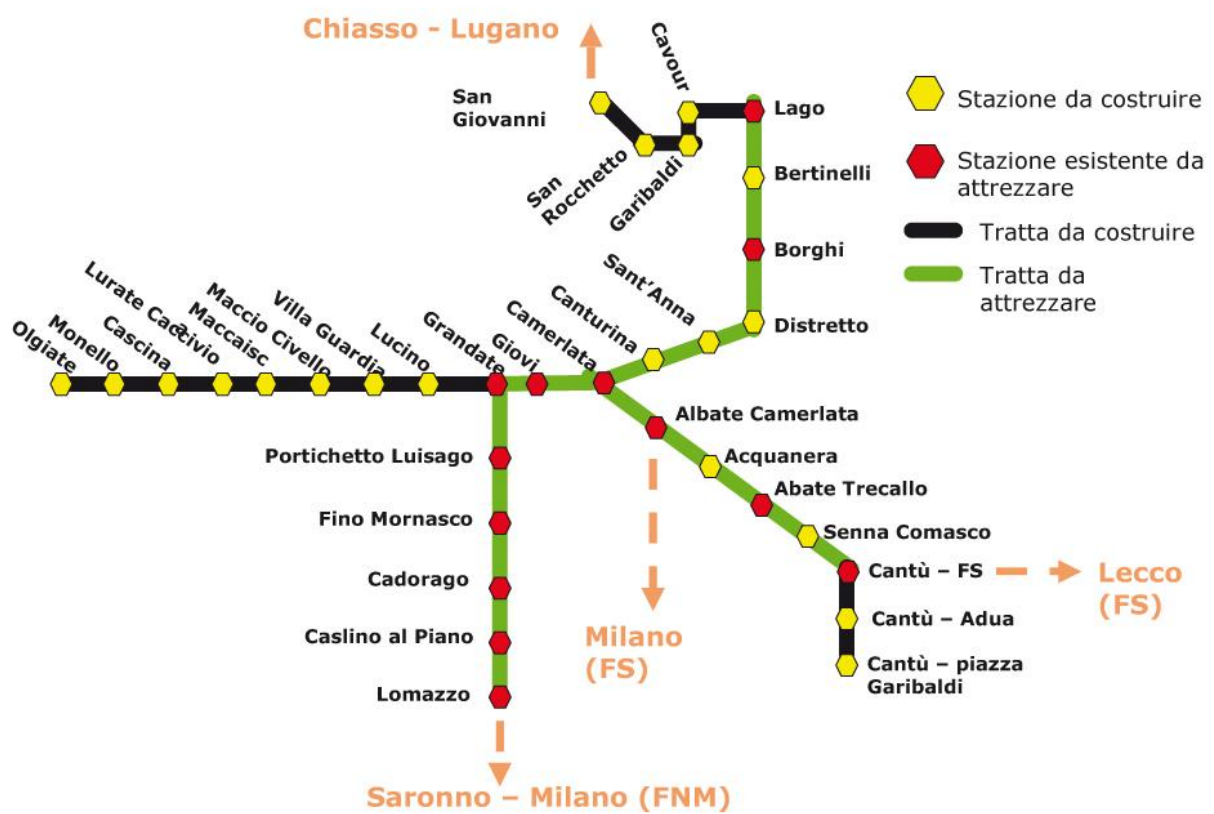 Chiasso - Lugano
San
Giovanni
San
Rocchetto
Garibaldi
Cavour
Lago
Bertinelli
Borghi
Distretto
Sant'Anna
Canturina
Camerlata
Giovi
Grandate
Lucino
Villa Guardia
Maccio Civello
Maccaisc
Lurate Cac
civio
Cascina
Monello
Olgiate
Portichetto Luisago
Fino Mornasco
Cadorago
Caslino al Piano
Lomazzo
Saronno – Milano (FNM)
Albate Camerlata
Acquanera
Abate Trecallo
Senna Comasco
Cantù – FS
Cantù – Adua
Cantù – piazza
Garibaldi
Milano
(FS)
Lecco
(FS)
Stazione da costruire
Stazione esistente da
attrezzare
Tratta da costruire
Tratta da
attrezzare